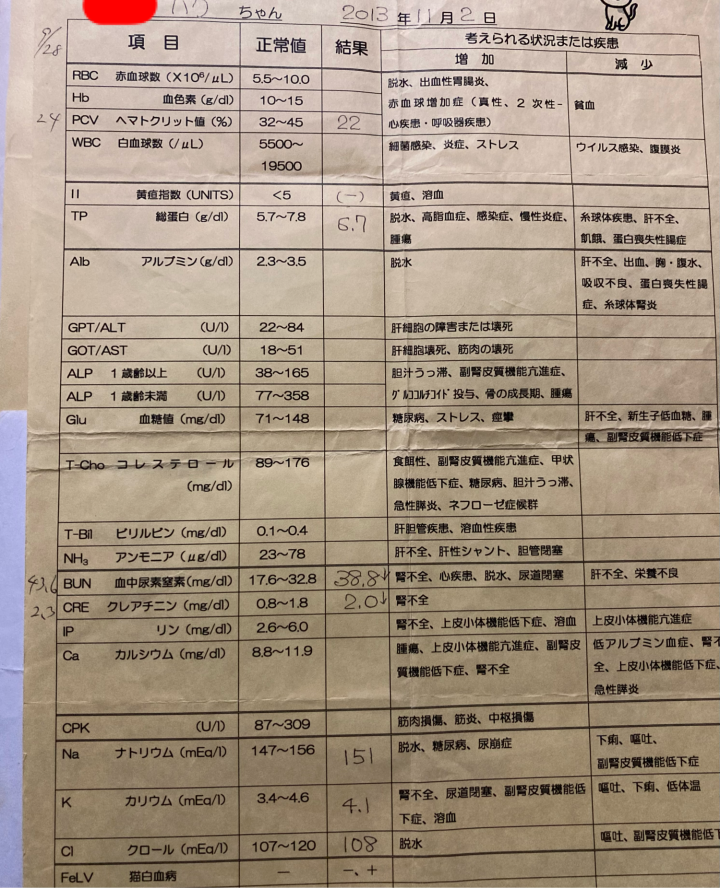 ちゃん 2013年11月2日
9/28
項目 正常値 結果 考えられる状況または疾患
増加 減少
RBC 赤血球数(×10⁶/μL) 5.5~10.0 脱水、出血性胃腸炎、
Hb 血色素(g/dl) 10~15 赤血球増加症(真性、2次性- 貧血
24 PCV ヘマトクリット値(%) 32~45 22 心疾患・呼吸器疾患)
WBC 白血球数(/μL) 5500~ 細菌感染、炎症、ストレス ウイルス感染、腹膜炎
19500
II 黄疸指数(UNITS) <5 (-) 黄疸、溶血
TP 総蛋白(g/dl) 5.7~7.8 6.7 脱水、高脂血症、感染症、慢性炎症、 糸球体疾患、肝不全、
腫瘍 飢餓、蛋白喪失性腸症
Alb アルブミン(g/dl) 2.3~3.5 脱水 肝不全、出血、胸・腹水、
吸収不良、蛋白喪失性腸
症、糸球体腎炎
GPT/ALT (U/l) 22~84 肝細胞の障害または壊死
GOT/AST (U/l) 18~51 肝細胞壊死、筋肉の壊死
ALP 1歳齢以上 (U/l) 38~165 胆汁うっ滞、副腎皮質機能亢進症、
ALP 1歳齢未満 (U/l) 77~358 グルココルチコイド投与、骨の成長期、腫瘍
Glu 血糖値(mg/dl) 71~148 糖尿病、ストレス、痙攣 肝不全、新生子低血糖、腫
瘍、副腎皮質機能低下症
T-Cho コレステロール 89~176 食餌性、副腎皮質機能亢進症、甲状
(mg/dl) 腺機能低下症、糖尿病、胆汁うっ滞、
急性膵炎、ネフローゼ症候群
T-Bil ビリルビン(mg/dl) 0.1~0.4 肝胆管疾患、溶血性疾患
NH₃ アンモニア(μg/dl) 23~78 肝不全、肝性シャント、胆管閉塞
43.6 BUN 血中尿素窒素(mg/dl) 17.6~32.8 38.8↓ 腎不全、心疾患、脱水、尿道閉塞 肝不全、栄養不良
2.3 CRE クレアチニン(mg/dl) 0.8~1.8 2.0↓ 腎不全
IP リン(mg/dl) 2.6~6.0 腎不全、上皮小体機能低下症、溶血 上皮小体機能亢進症
Ca カルシウム(mg/dl) 8.8~11.9 腫瘍、上皮小体機能亢進症、副腎皮 低アルブミン血症、腎不
質機能低下症、腎不全 全、上皮小体機能低下症、
急性膵炎
CPK (U/l) 87~309 筋肉損傷、筋炎、中枢損傷
Na ナトリウム(mEq/l) 147~156 151 脱水、糖尿病、尿崩症 下痢、嘔吐、
副腎皮質機能低下症
K カリウム(mEq/l) 3.4~4.6 4.1 腎不全、尿道閉塞、副腎皮質機能低 嘔吐、下痢、低体温
下症、溶血
Cl クロール(mEq/l) 107~120 108 脱水 嘔吐、副腎皮質機能低下
FeLV 猫白血病 - -、+